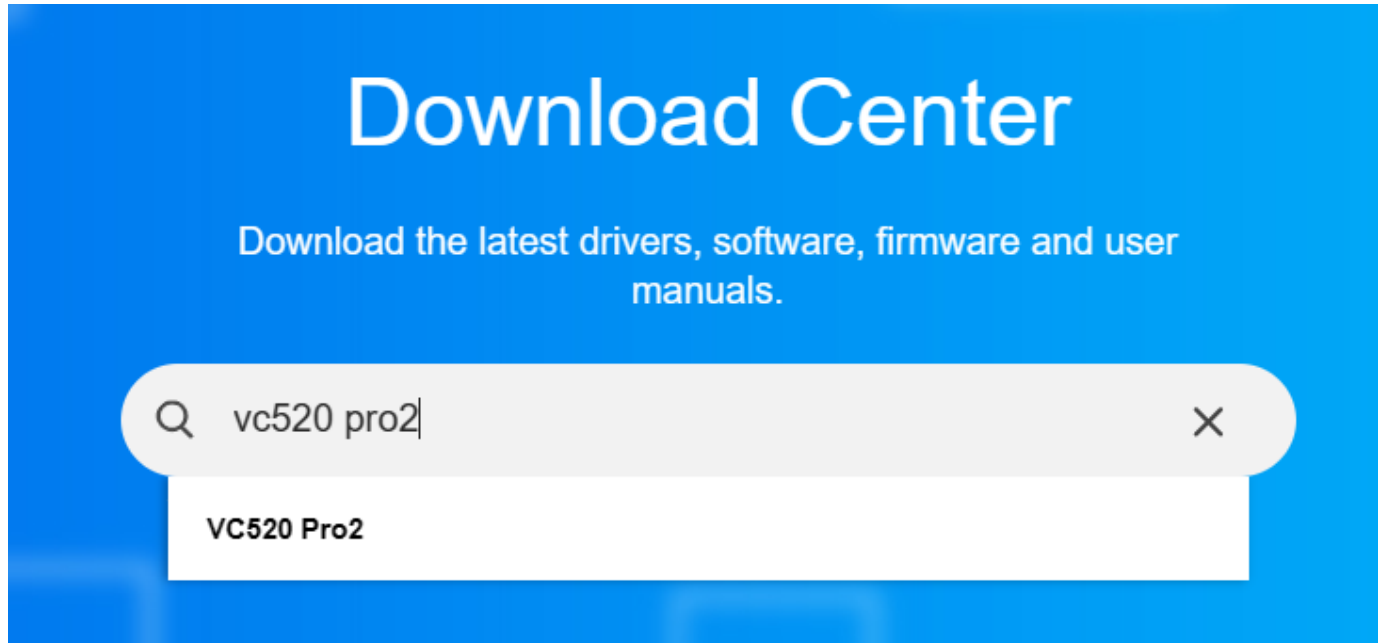 Download Center
Download the latest drivers, software, firmware and user
manuals.
vc520 pro2
VC520 Pro2